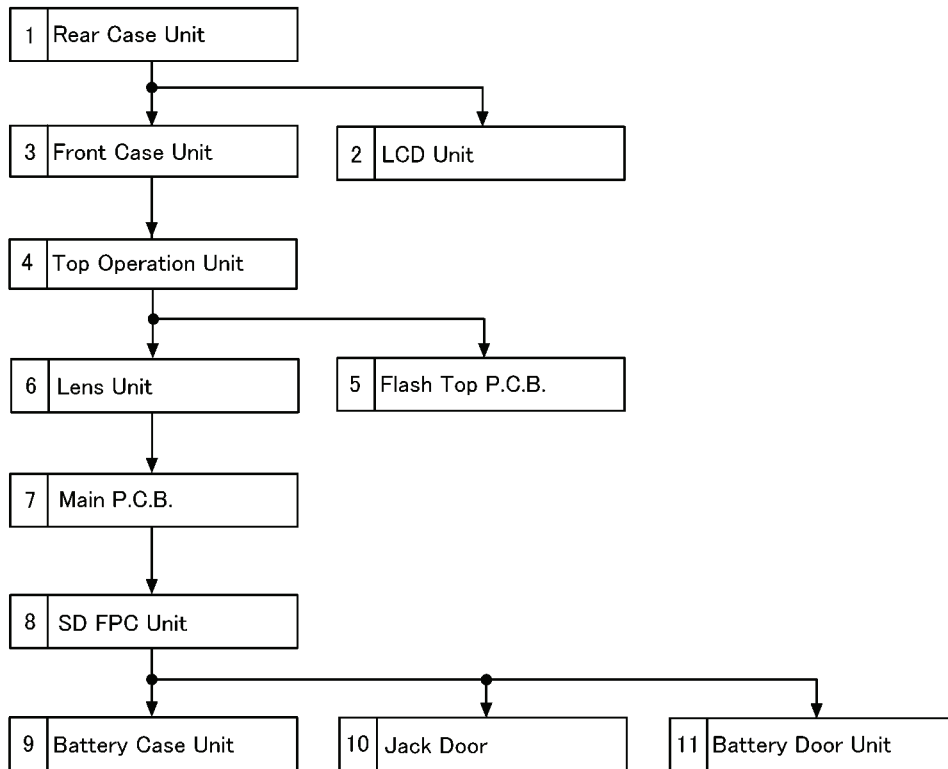 1 Rear Case Unit
3 Front Case Unit
2 LCD Unit
4 Top Operation Unit
6 Lens Unit
5 Flash Top P.C.B.
7 Main P.C.B.
8 SD FPC Unit
9 Battery Case Unit
10 Jack Door
11 Battery Door Unit